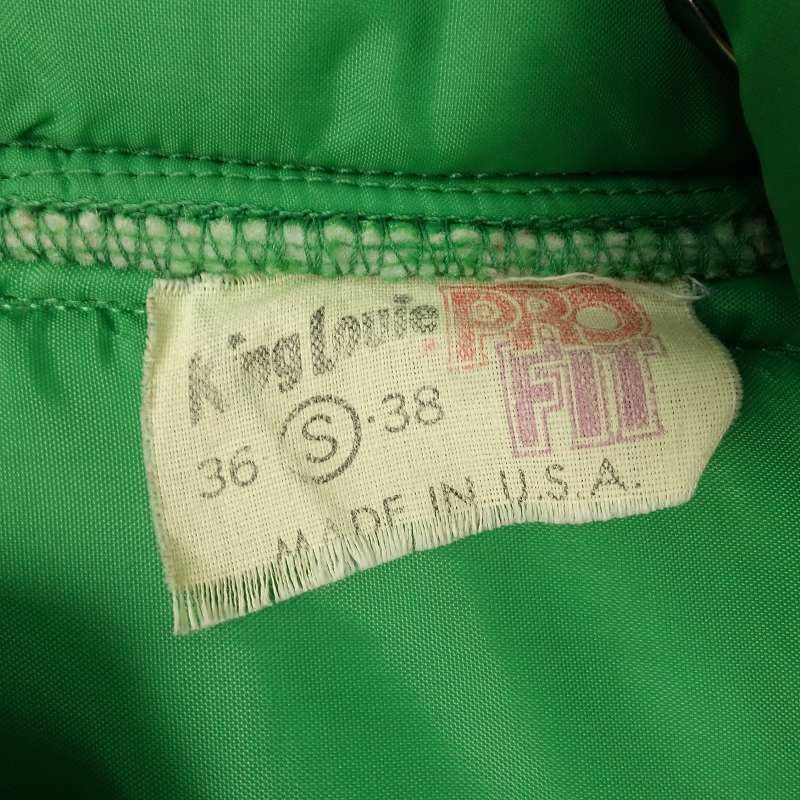 King Louie PRO
FIT
36 · S · 38
MADE IN U.S.A.